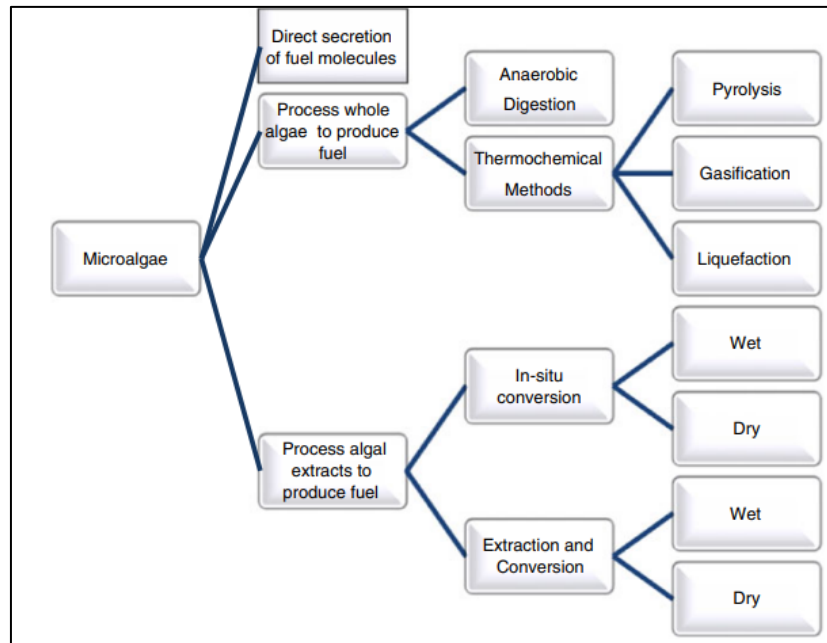 Direct secretion
of fuel molecules
Process whole
algae to produce
fuel
Anaerobic
Digestion
Thermochemical
Methods
Pyrolysis
Gasification
Liquefaction
Microalgae
Process algal
extracts to
produce fuel
In-situ
conversion
Wet
Dry
Extraction and
Conversion
Wet
Dry